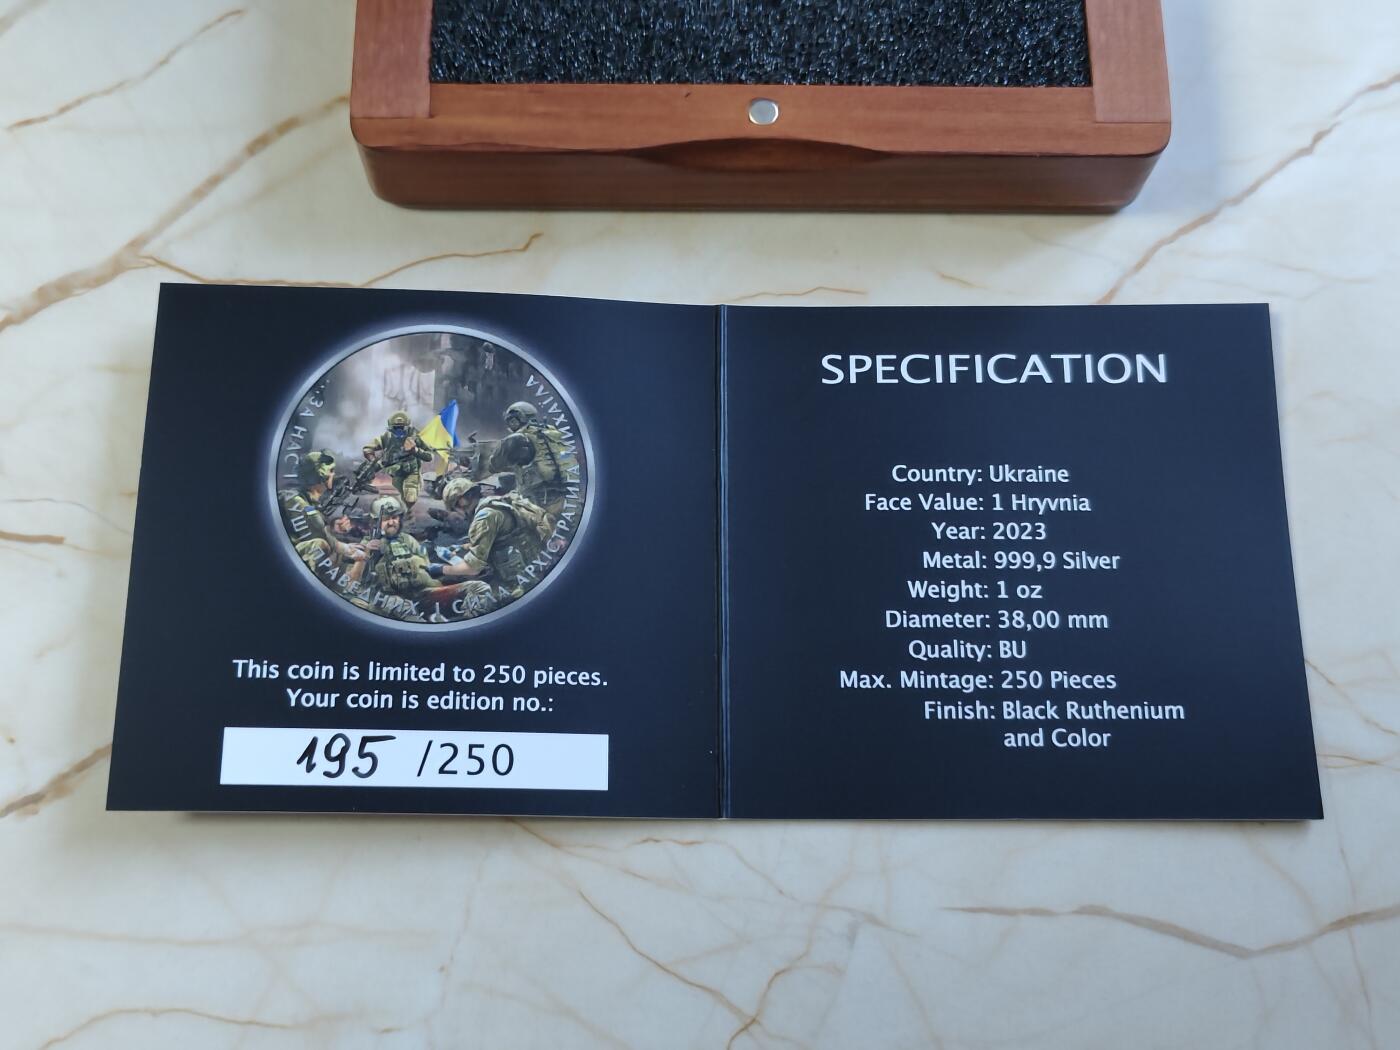 ...ЗА НАС І ДУШІ ПРАВЕДНИХ, І СИЛА АРХІСТРАТИГА МИХАЇЛА
This coin is limited to 250 pieces.
Your coin is edition no.:
195 /250
SPECIFICATION
Country: Ukraine
Face Value: 1 Hryvnia
Year: 2023
Metal: 999,9 Silver
Weight: 1 oz
Diameter: 38,00 mm
Quality: BU
Max. Mintage: 250 Pieces
Finish: Black Ruthenium
and Color